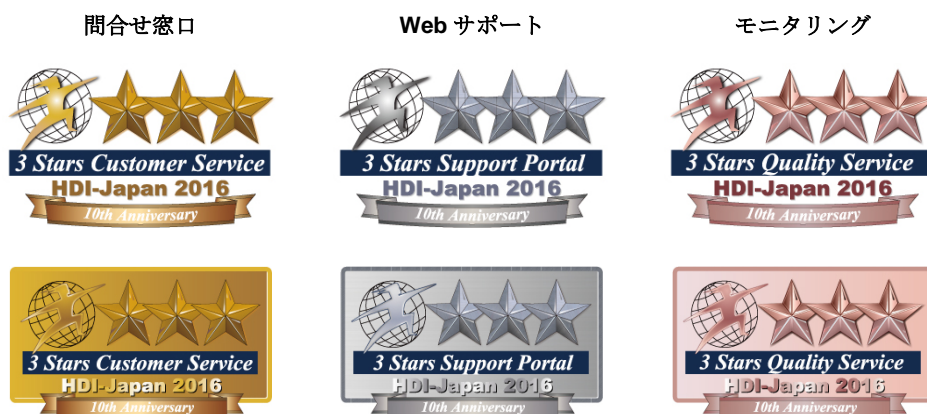 問合せ窓口
Web サポート
モニタリング
3 Stars Customer Service
HDI-Japan 2016
10th Anniversary
3 Stars Support Portal
HDI-Japan 2016
10th Anniversary
3 Stars Quality Service
HDI-Japan 2016
10th Anniversary
3 Stars Customer Service
HDI-Japan 2016
10th Anniversary
3 Stars Support Portal
HDI-Japan 2016
10th Anniversary
3 Stars Quality Service
HDI-Japan 2016
10th Anniversary